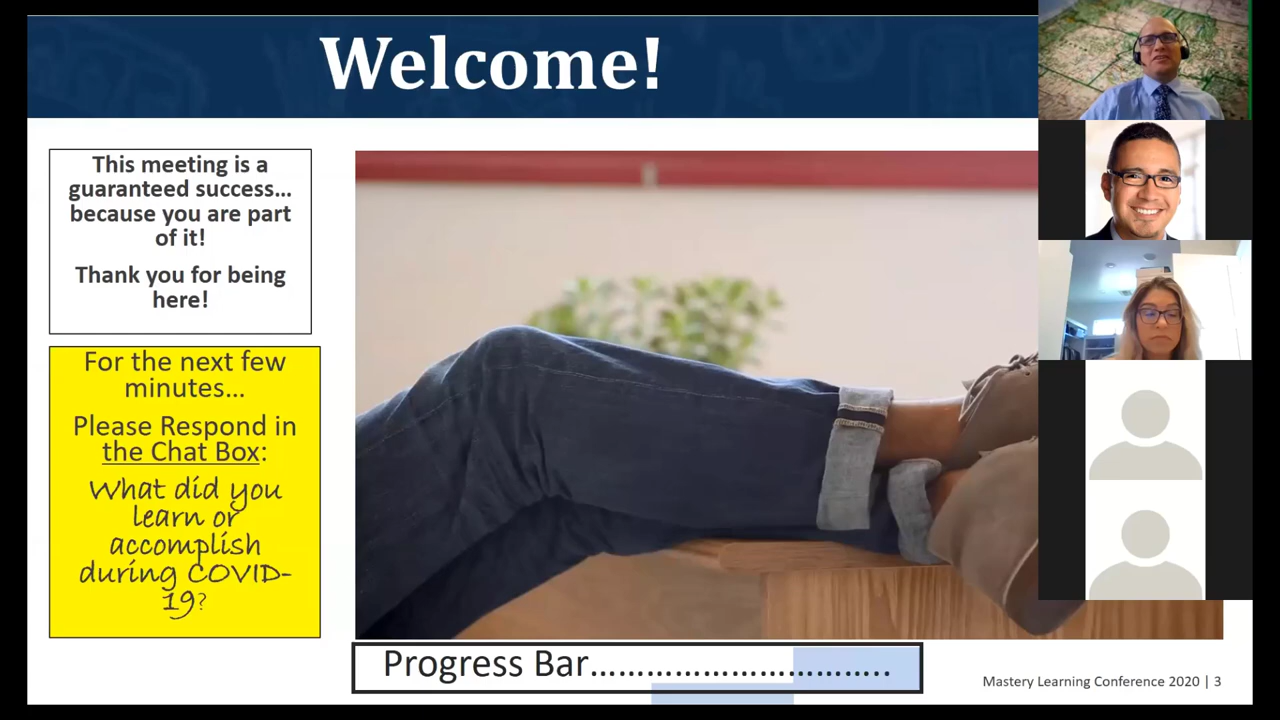 Welcome!
This meeting is a
guaranteed success...
because you are part
of it!
Thank you for being
here!
For the next few
minutes...
Please Respond in
the Chat Box:
What did you
learn or
accomplish
during COVID-
19?
Progress Bar................................
Mastery Learning Conference 2020 | 3